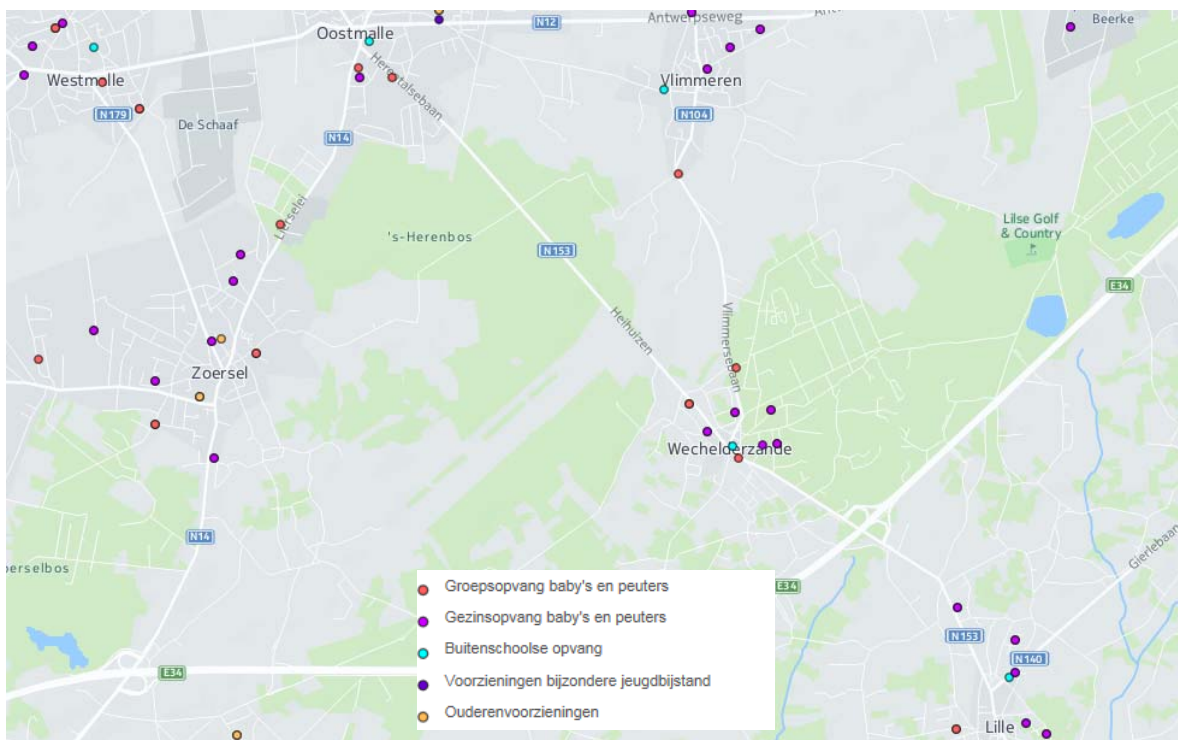 N12
Antwerpseweg
Beerke
Oostmalle
Westmalle
Herentalsebaan
Vlimmeren
N179
De Schaaf
N14
N104
Lierselei
's-Herenbos
Lilse Golf
& Country
N153
E34
Heihuizen
Vlimmersebaan
Zoersel
Wechelderzande
N14
Gierlebaan
E34
N153
N140
E34
Lille
Groepsopvang baby's en peuters
Gezinsopvang baby's en peuters
Buitenschoolse opvang
Voorzieningen bijzondere jeugdbijstand
Ouderenvoorzieningen